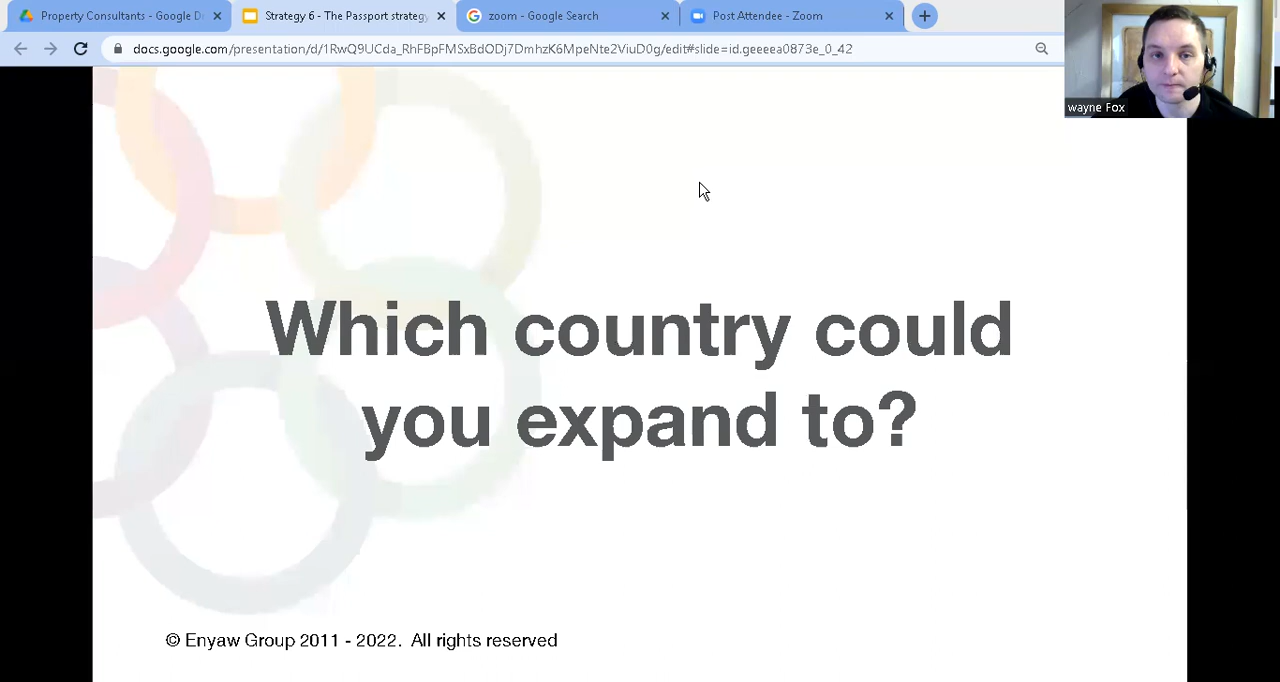 Property Consultants - Google Dr
Strategy 6 - The Passport strateg
zoom - Google Search
Post Attendee - Zoom
docs.google.com/presentation/d/1RwQ9UCda_RhFBpFMSxBdODj7DmhzK6MpeNte2ViuD0g/edit#slide=id.geeeea0873e_0_42
wayne Fox
Which country could
you expand to?
© Enyaw Group 2011 - 2022. All rights reserved